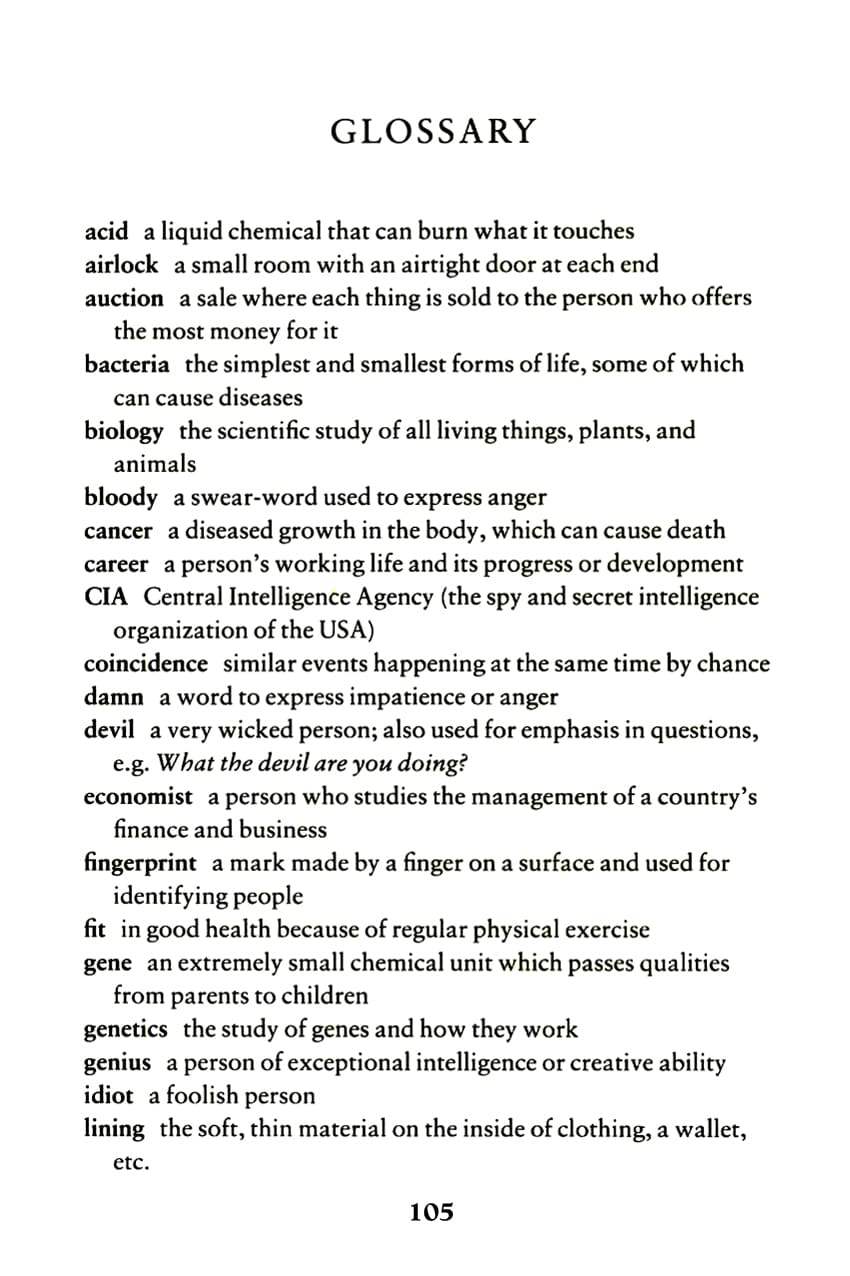 GLOSSARY
acid a liquid chemical that can burn what it touches
airlock a small room with an airtight door at each end
auction a sale where each thing is sold to the person who offers
the most money for it
bacteria the simplest and smallest forms of life, some of which
can cause diseases
biology the scientific study of all living things, plants, and
animals
bloody a swear-word used to express anger
cancer a diseased growth in the body, which can cause death
career a person's working life and its progress or development
CIA Central Intelligence Agency (the spy and secret intelligence
organization of the USA)
coincidence similar events happening at the same time by chance
damn a word to express impatience or anger
devil a very wicked person; also used for emphasis in questions,
e.g. What the devil are you doing?
economist a person who studies the management of a country's
finance and business
fingerprint a mark made by a finger on a surface and used for
identifying people
fit in good health because of regular physical exercise
gene an extremely small chemical unit which passes qualities
from parents to children
genetics the study of genes and how they work
genius a person of exceptional intelligence or creative ability
idiot a foolish person
lining the soft, thin material on the inside of clothing, a wallet,
etc.
105